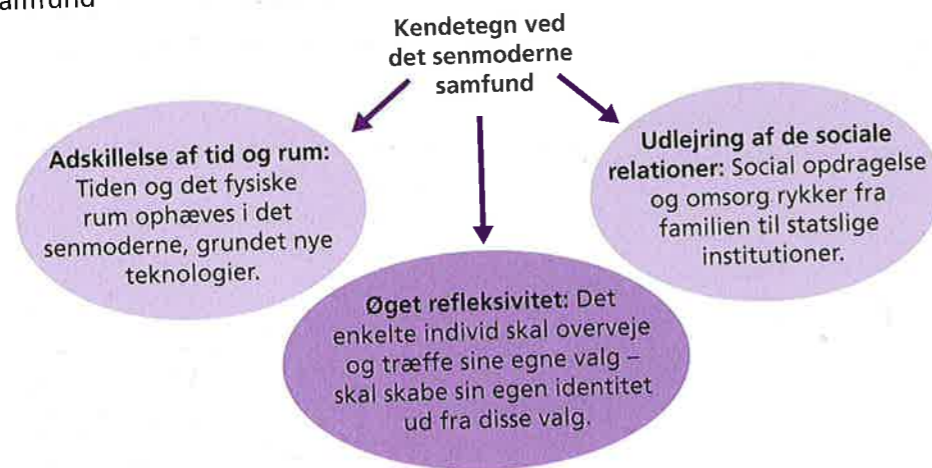 amfund
Kendetegn ved
det senmoderne
samfund
Adskillelse af tid og rum:
Tiden og det fysiske
rum ophæves i det
senmoderne, grundet nye
teknologier.
Udlejring af de sociale
relationer: Social opdragelse
og omsorg rykker fra
familien til statslige
institutioner.
Øget refleksivitet: Det
enkelte individ skal overveje
og træffe sine egne valg –
skal skabe sin egen identitet
ud fra disse valg.